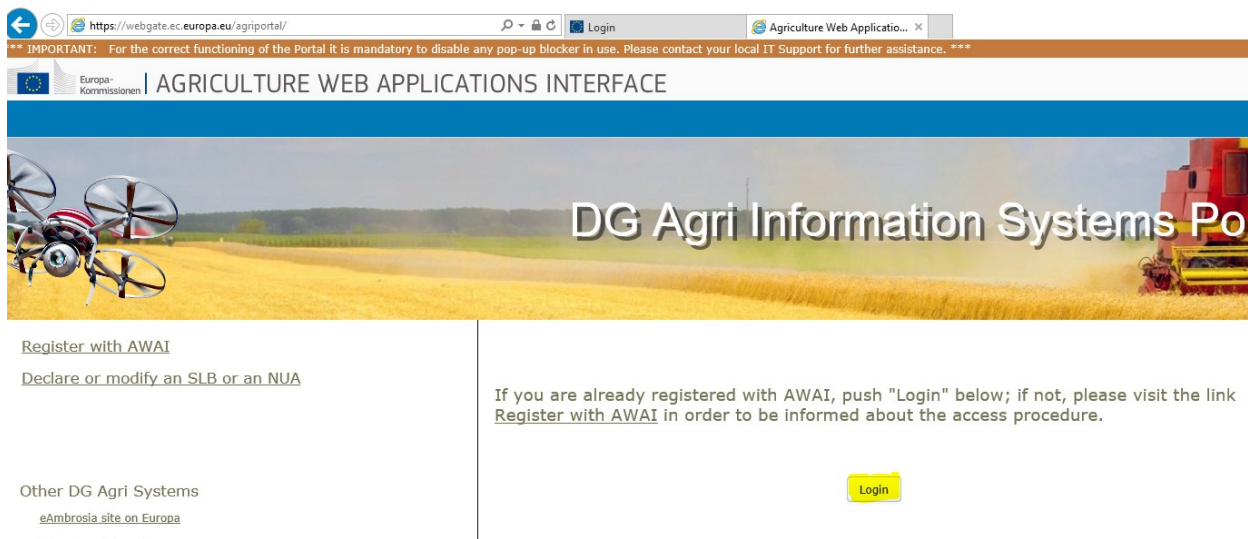 https://webgate.ec.europa.eu/agriportal/
Login
Agriculture Web Applicatio...
** IMPORTANT: For the correct functioning of the Portal it is mandatory to disable any pop-up blocker in use. Please contact your local IT Support for further assistance. ***
Europa-
Kommissionen
AGRICULTURE WEB APPLICATIONS INTERFACE
DG Agri Information Systems Po
Register with AWAI
Declare or modify an SLB or an NUA
If you are already registered with AWAI, push "Login" below; if not, please visit the link
Register with AWAI in order to be informed about the access procedure.
Login
Other DG Agri Systems
eAmbrosia site on Europa